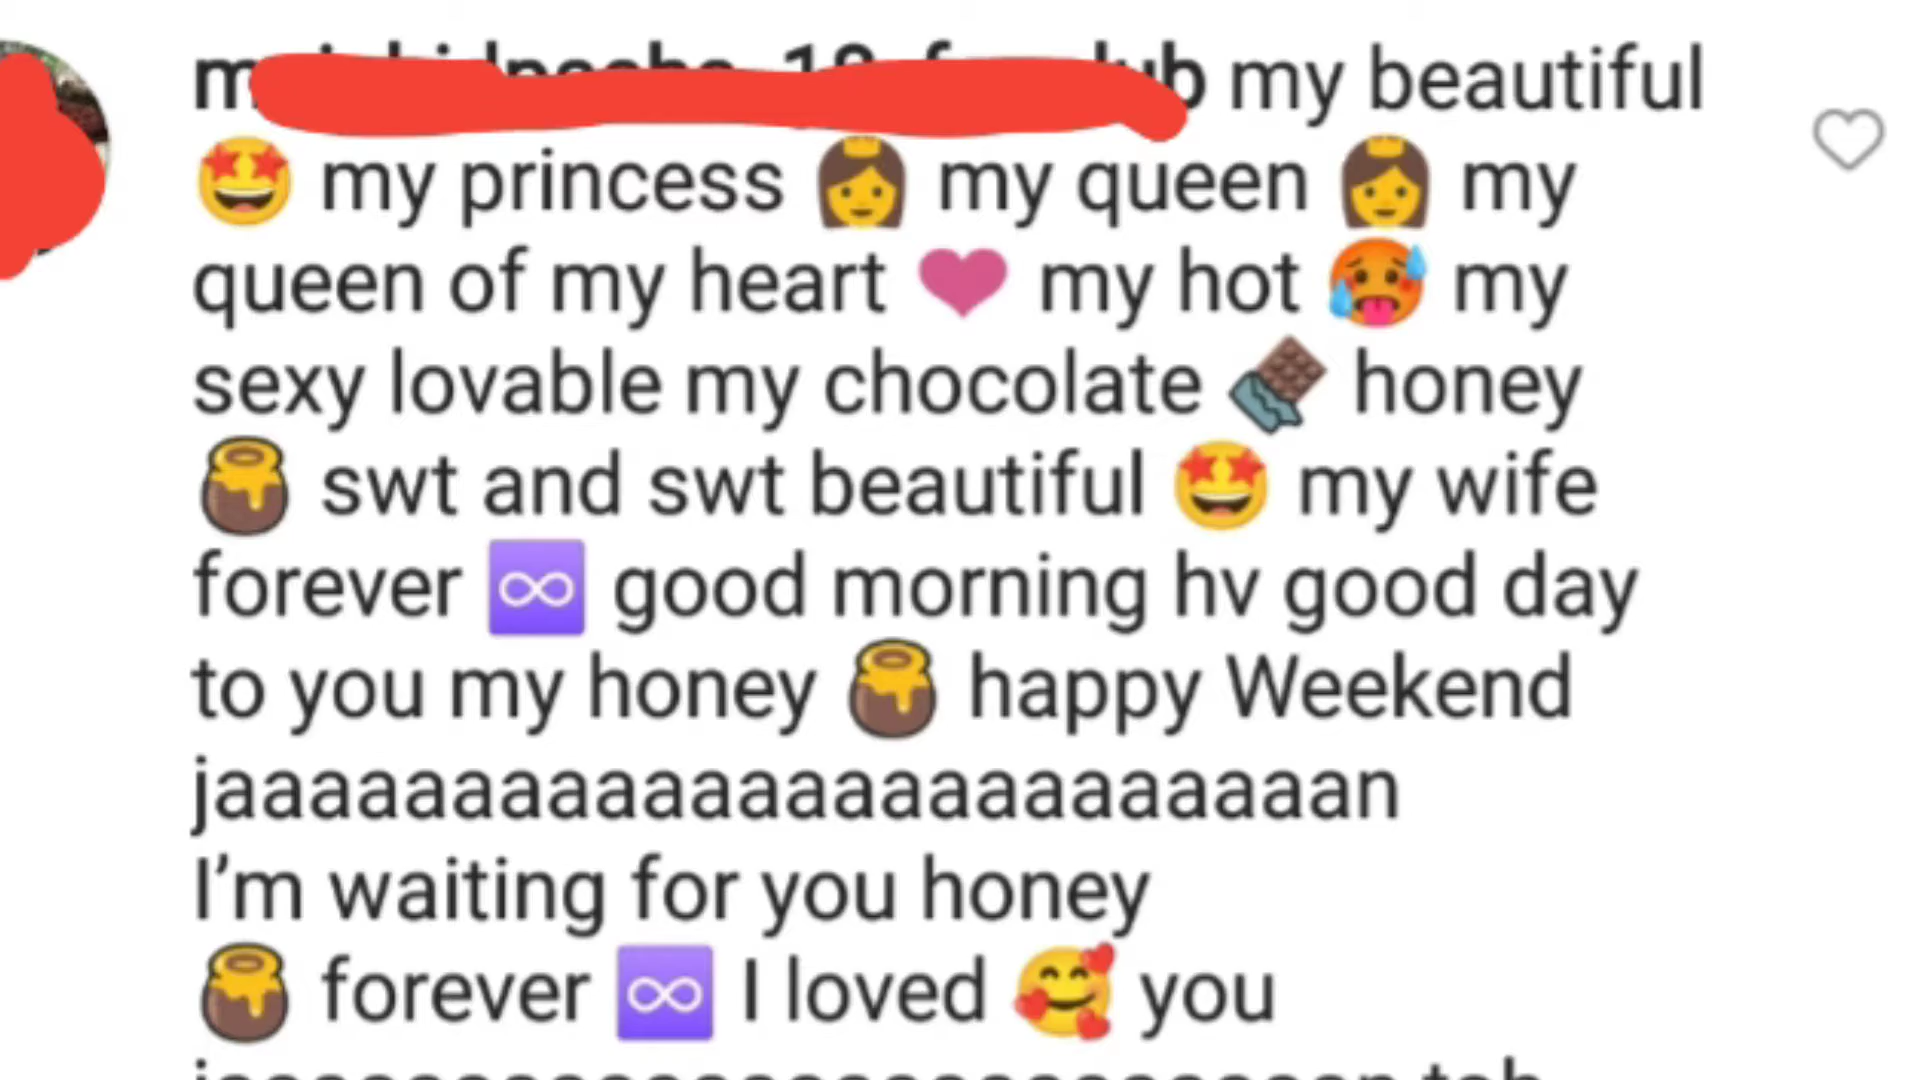 my beautiful
🤩 my princess 👸 my queen 👸 my
queen of my heart ❤ my hot 🥵 my
sexy lovable my chocolate 🍫 honey
🍯 swt and swt beautiful 🤩 my wife
forever ♾ good morning hv good day
to you my honey 🍯 happy Weekend
jaaaaaaaaaaaaaaaaaaaaaaaaan
I'm waiting for you honey
🍯 forever ♾ I loved 🥰 you